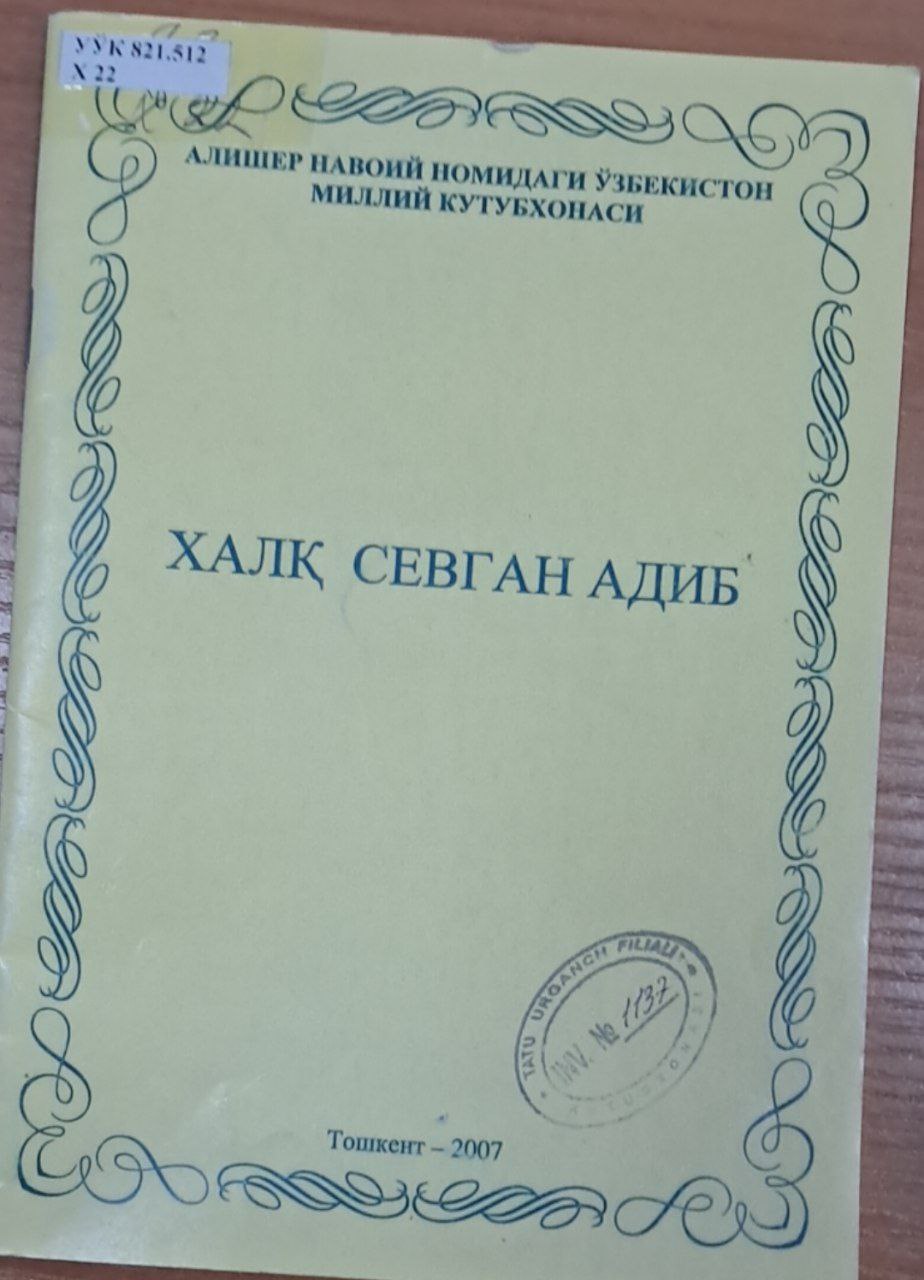 УЎК 821.512
Х 22
АЛИШЕР НАВОИЙ НОМИДАГИ ЎЗБЕКИСТОН
МИЛЛИЙ КУТУБХОНАСИ
ХАЛҚ СЕВГАН АДИБ
TATU URGANCH FILIALI
INV. № 1137
Тошкент – 2007